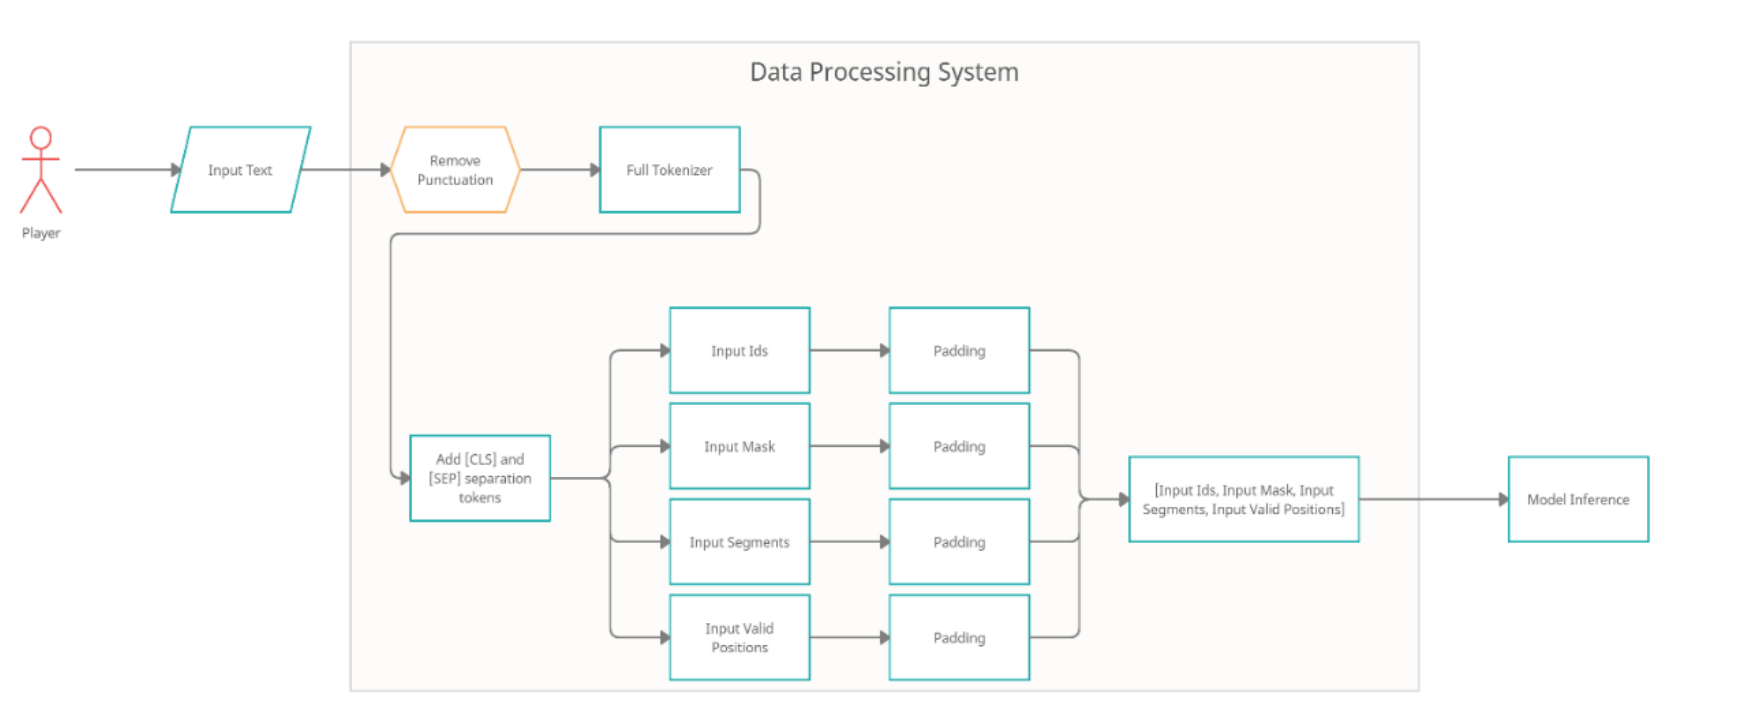 Data Processing System
Player
Input Text
Remove
Punctuation
Full Tokenizer
Add [CLS] and
[SEP] separation
tokens
Input Ids
Padding
Input Mask
Padding
Input Segments
Padding
Input Valid
Positions
Padding
[Input Ids, Input Mask, Input
Segments, Input Valid Positions]
Model Inference